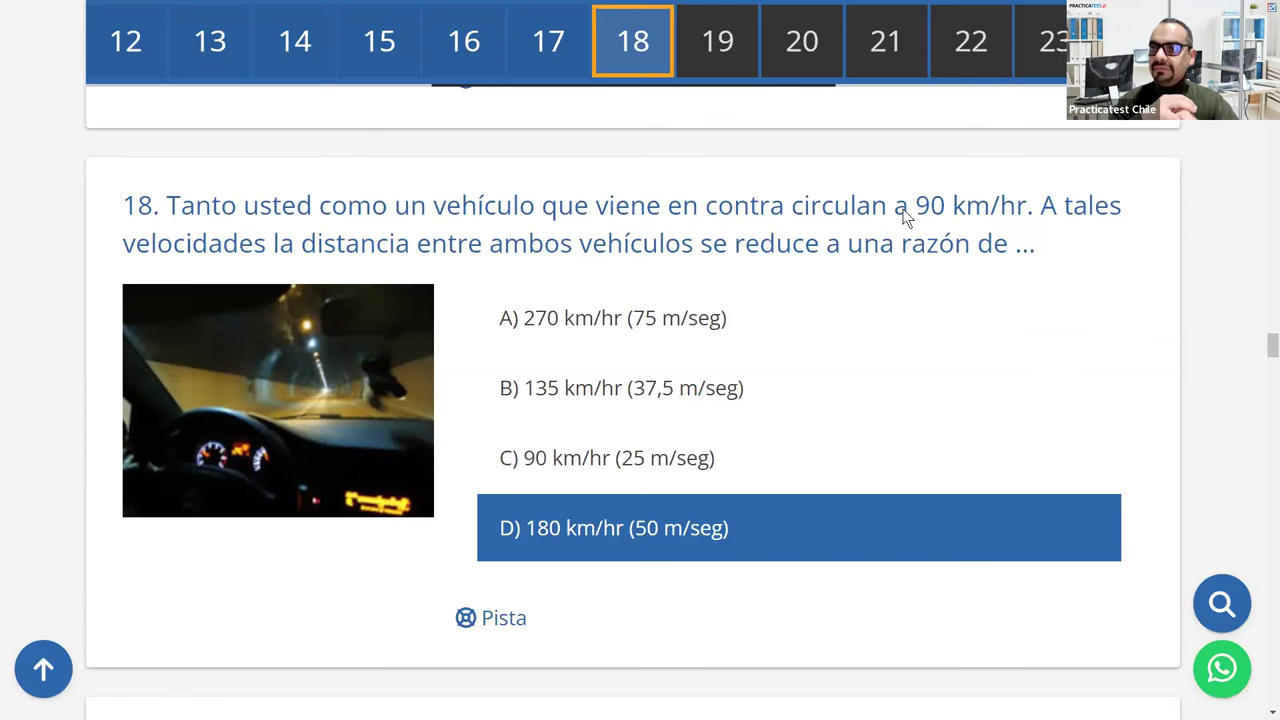 12 13 14 15 16 17 18 19 20 21 22 23
PRACTICATEST.cl
Practicatest Chile
18. Tanto usted como un vehículo que viene en contra circulan a 90 km/hr. A tales
velocidades la distancia entre ambos vehículos se reduce a una razón de ...
A) 270 km/hr (75 m/seg)
B) 135 km/hr (37,5 m/seg)
C) 90 km/hr (25 m/seg)
D) 180 km/hr (50 m/seg)
Pista